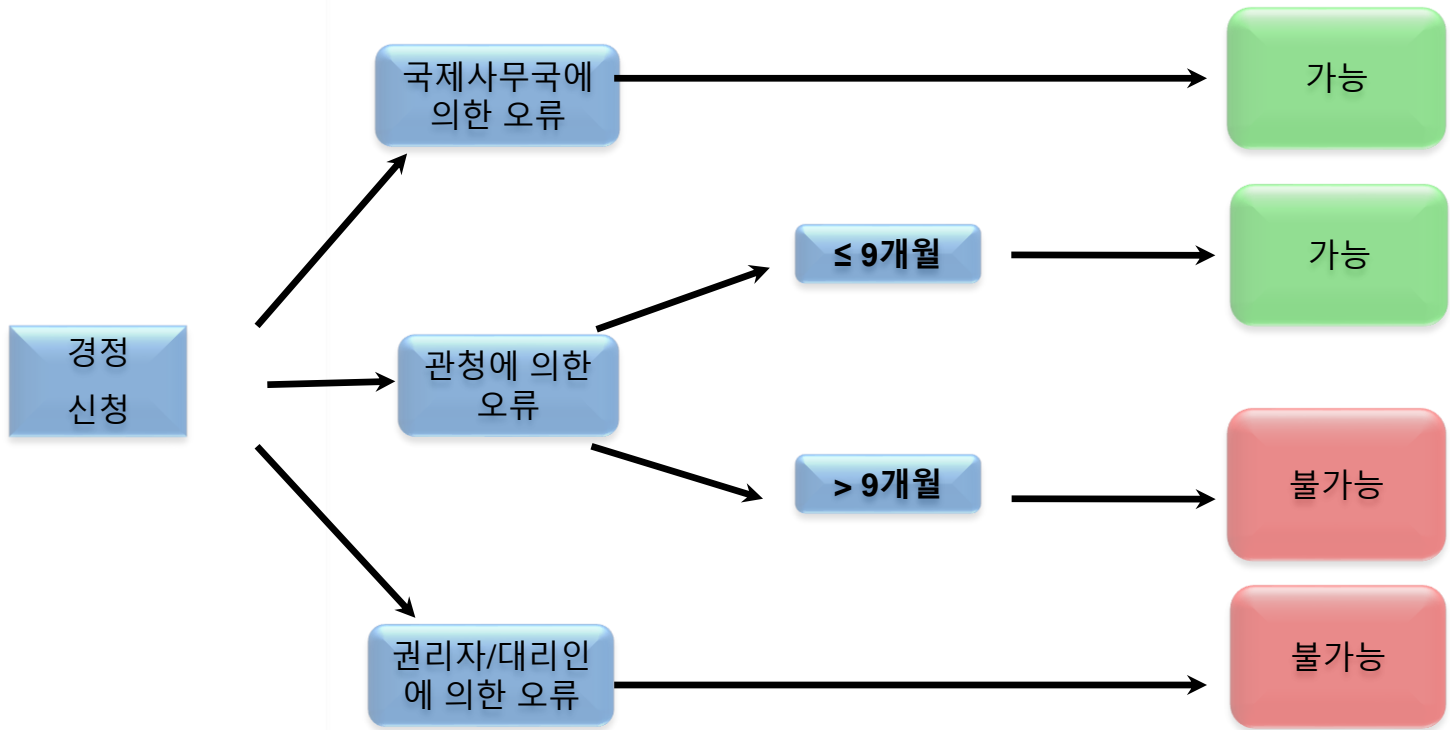 국제사무국에
의한 오류
가능
≤ 9개월
가능
경정
신청
관청에 의한
오류
> 9개월
불가능
권리자/대리인
에 의한 오류
불가능